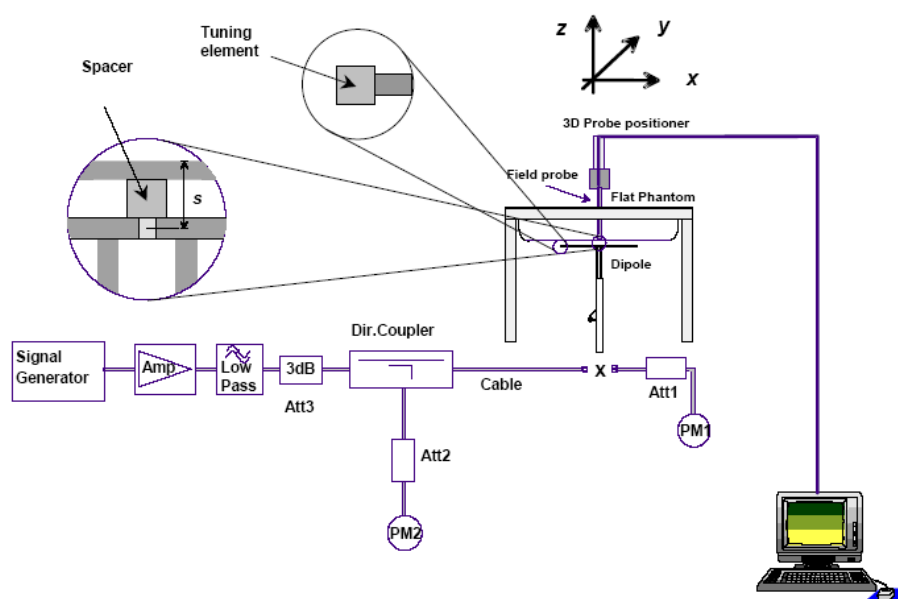 Tuning
element
Spacer
z
y
x
3D Probe positioner
Field probe
Flat Phantom
s
Dipole
Dir.Coupler
Signal
Generator
Amp
Low
Pass
3dB
Att3
Cable
X
Att1
PM1
Att2
PM2